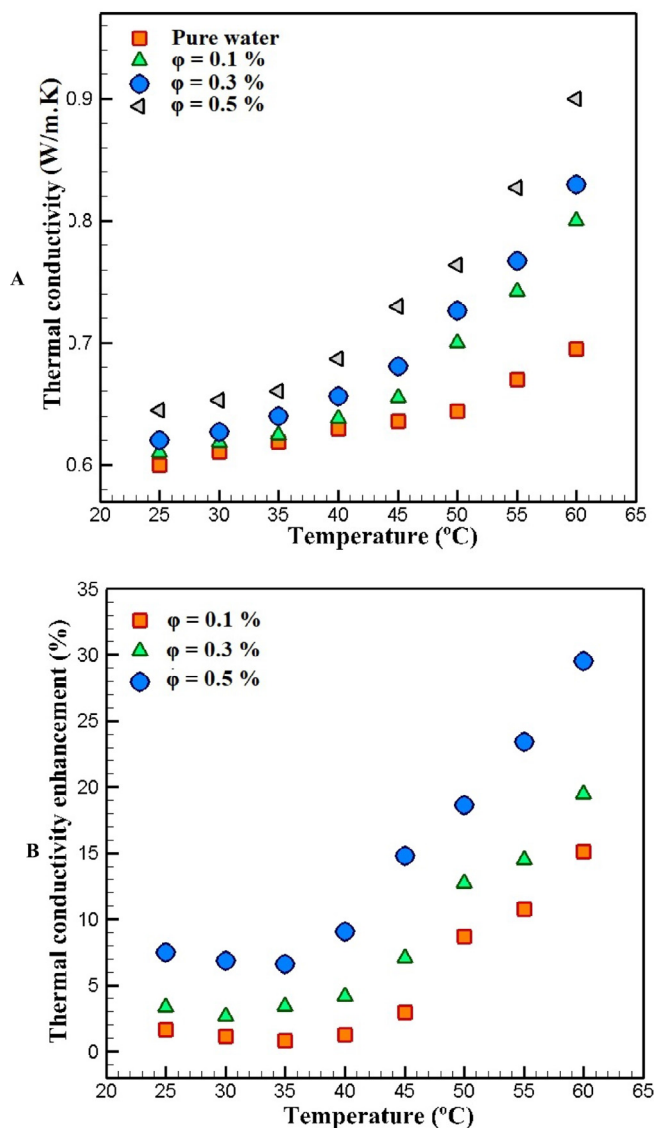 Pure water
φ = 0.1 %
φ = 0.3 %
φ = 0.5 %
Thermal conductivity (W/m.K)
0.9
0.8
0.7
0.6
A
20 25 30 35 40 45 50 55 60 65
Temperature (ºC)
φ = 0.1 %
φ = 0.3 %
φ = 0.5 %
Thermal conductivity enhancement (%)
35
30
25
20
15
10
5
0
B
20 25 30 35 40 45 50 55 60 65
Temperature (ºC)